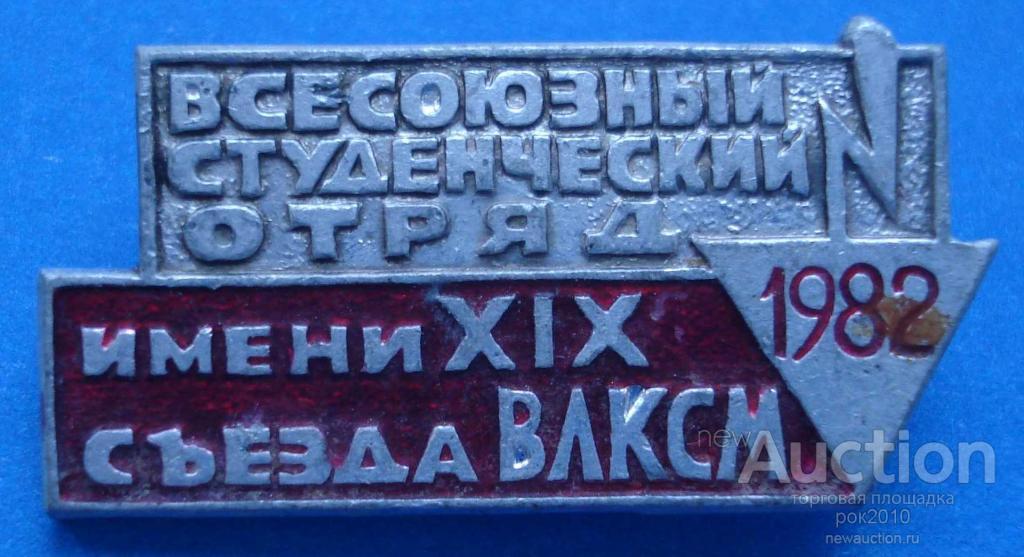 ВСЕСОЮЗНЫЙ
СТУДЕНЧЕСКИЙ
ОТРЯД
1982
ИМЕНИ XIX
СЪЕЗДА ВЛКСМ
newAuction
торговая площадка
рок2010
newauction.ru